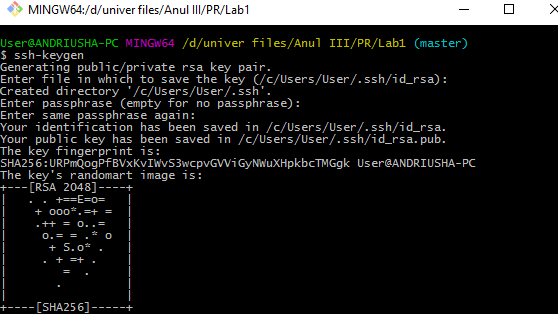 MINGW64:/d/univer files/Anul III/PR/Lab1
User@ANDRIUSHA-PC MINGW64 /d/univer files/Anul III/PR/Lab1 (master)
$ ssh-keygen
Generating public/private rsa key pair.
Enter file in which to save the key (/c/Users/User/.ssh/id_rsa):
Created directory '/c/Users/User/.ssh'.
Enter passphrase (empty for no passphrase):
Enter same passphrase again:
Your identification has been saved in /c/Users/User/.ssh/id_rsa.
Your public key has been saved in /c/Users/User/.ssh/id_rsa.pub.
The key fingerprint is:
SHA256:URPmQogPfBVxKvIWvS3wcpvGVViGyNWuXHpkbcTMGgk User@ANDRIUSHA-PC
The key's randomart image is:
+---[RSA 2048]----+
|   . . +==E=o=   |
|    + ooo*.=+ =  |
|    .++ = o..=   |
|     o.= = .* o  |
|      + S.o* .   |
|     . + =+ .    |
|        =  .     |
|       .         |
|                 |
+----[SHA256]-----+